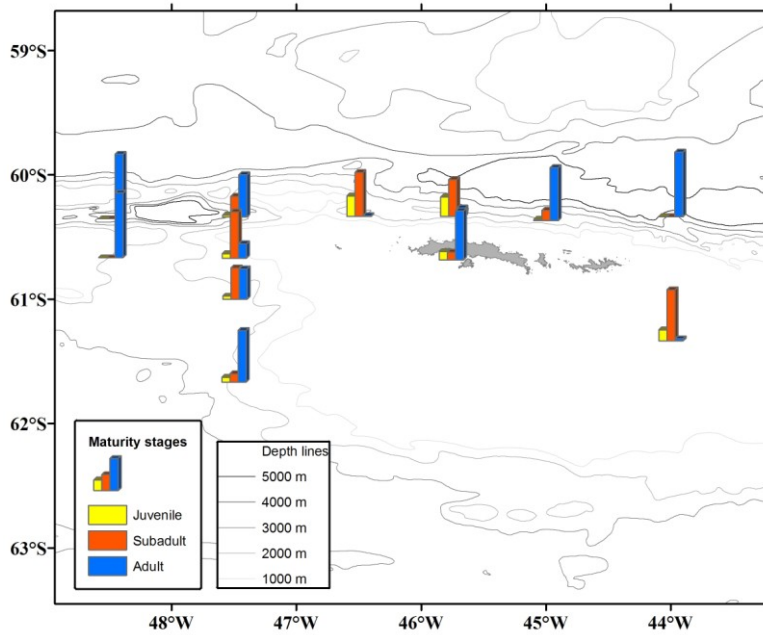 59°S
60°S
61°S
62°S
63°S
Maturity stages
Juvenile
Subadult
Adult
Depth lines
5000 m
4000 m
3000 m
2000 m
1000 m
48°W 47°W 46°W 45°W 44°W